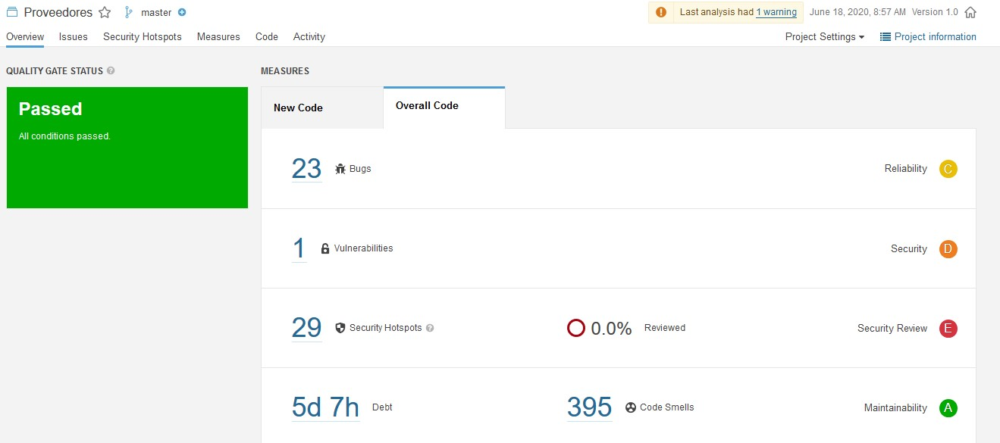 Proveedores master Last analysis had 1 warning June 18, 2020, 8:57 AM Version 1.0
Overview Issues Security Hotspots Measures Code Activity Project Settings Project information
QUALITY GATE STATUS ? MEASURES
Passed
All conditions passed.
New Code Overall Code
23 Bugs Reliability C
1 Vulnerabilities Security D
29 Security Hotspots ? 0.0% Reviewed Security Review E
5d 7h Debt 395 Code Smells Maintainability A